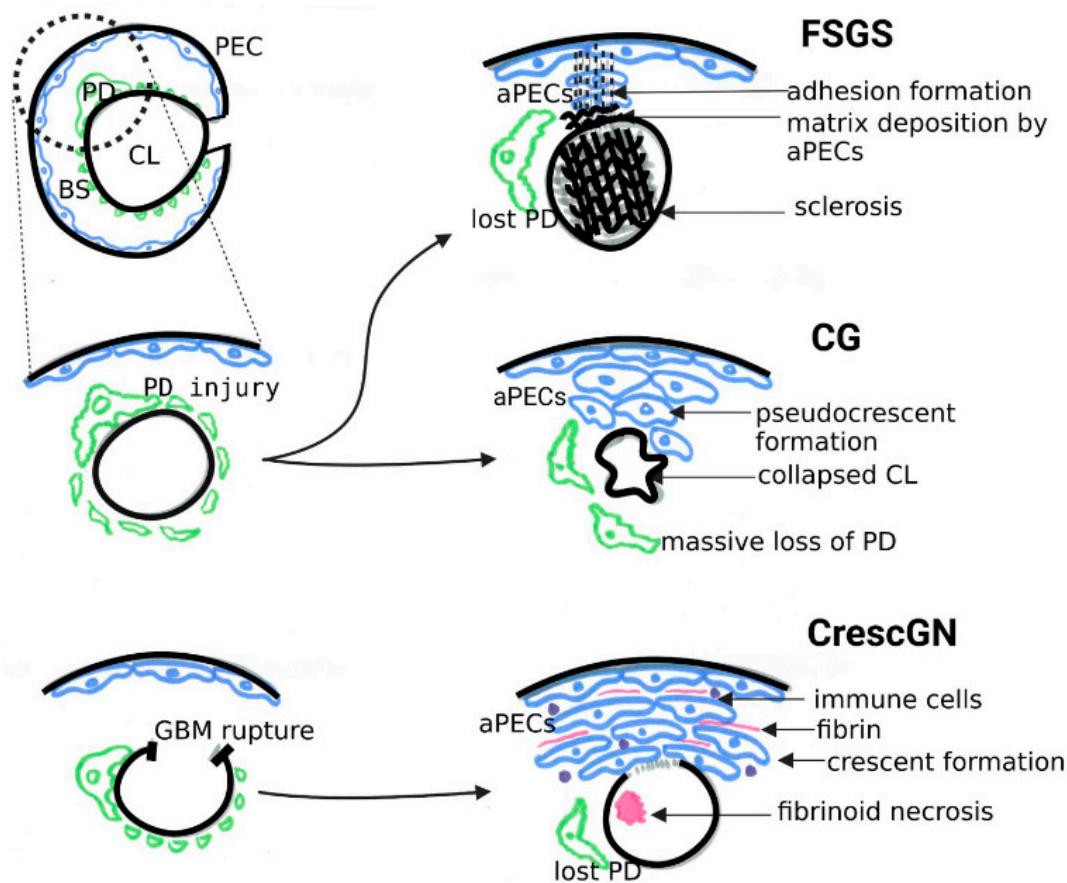 PEC
PD
CL
BS
FSGS
aPECs
adhesion formation
matrix deposition by
aPECs
lost PD
sclerosis
PD injury
CG
aPECs
pseudocrescent
formation
collapsed CL
massive loss of PD
CrescGN
GBM rupture
aPECs
immune cells
fibrin
crescent formation
fibrinoid necrosis
lost PD